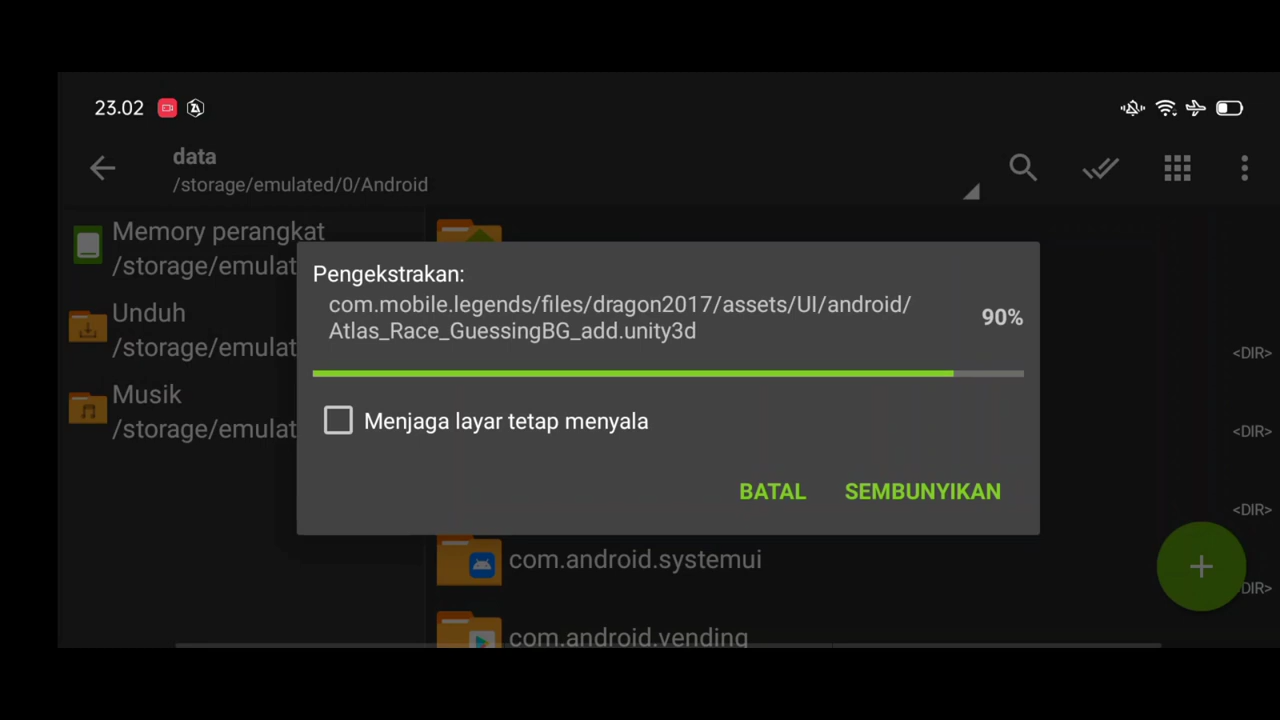 23.02
data
/storage/emulated/0/Android
Memory perangkat
/storage/emulat
Unduh
/storage/emulat
Musik
/storage/emulat
Pengekstrakan:
com.mobile.legends/files/dragon2017/assets/UI/android/
Atlas_Race_GuessingBG_add.unity3d
90%
Menjaga layar tetap menyala
BATAL
SEMBUNYIKAN
<DIR>
<DIR>
<DIR>
com.android.systemui
DIR>
com.android.vending